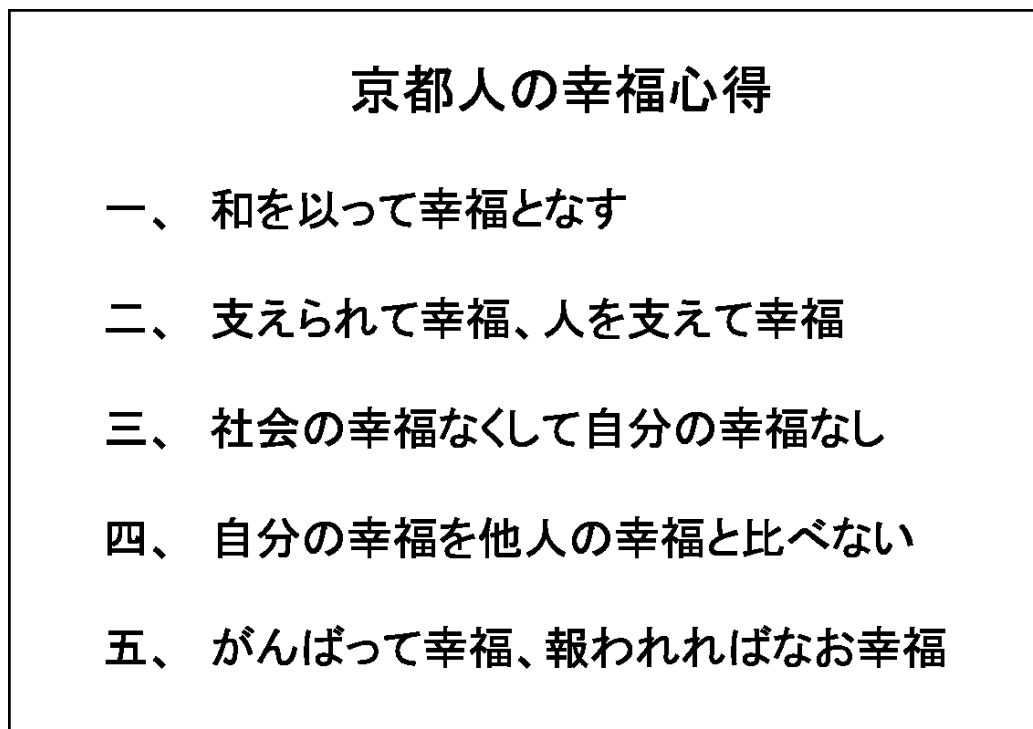 京都人の幸福心得
一、 和を以って幸福となす
二、 支えられて幸福、人を支えて幸福
三、 社会の幸福なくして自分の幸福なし
四、 自分の幸福を他人の幸福と比べない
五、 がんばって幸福、報われればなお幸福